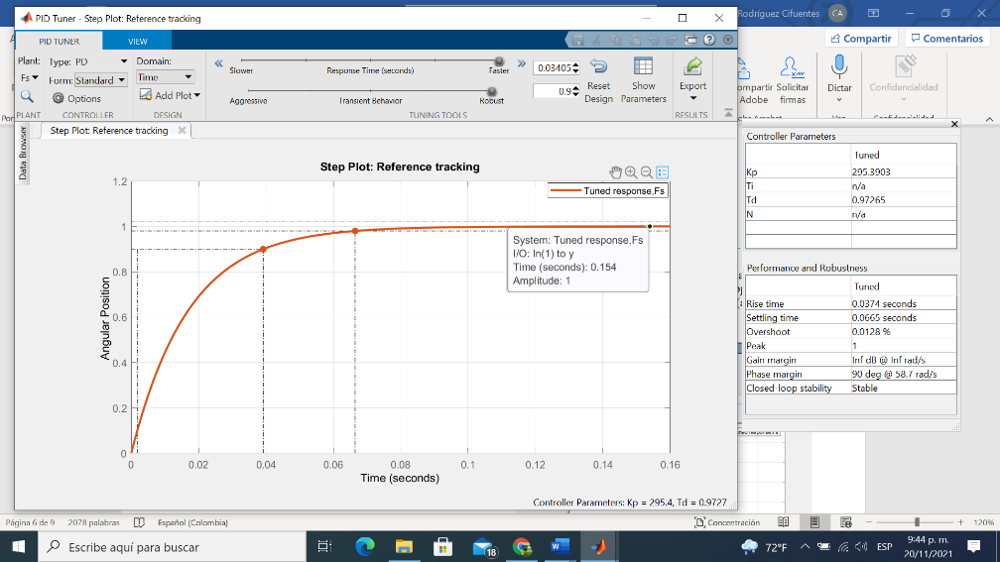 PID Tuner - Step Plot: Reference tracking
Rodríguez Cifuentes CA
PID TUNER VIEW
Compartir Comentarios
Plant: Type: PD Domain:
Fs Form: Standard Time
Options Add Plot
Slower Response Time (seconds) Faster
0.03405
Aggressive Transient Behavior Robust
0.9
Reset Design
Show Parameters
Export
PLANT CONTROLLER DESIGN TUNING TOOLS RESULTS
Solicitar firmas
Adobe
Dictar
Confidencialidad
Step Plot: Reference tracking
Data Browser
Step Plot: Reference tracking
Tuned response,Fs
System: Tuned response,Fs
I/O: In(1) to y
Time (seconds): 0.154
Amplitude: 1
Angular Position
1.2
1
0.8
0.6
0.4
0.2
0
0 0.02 0.04 0.06 0.08 0.1 0.12 0.14 0.16
Time (seconds)
Controller Parameters: Kp = 295.4, Td = 0.9727
Controller Parameters
Tuned
Kp 295.3903
Ti n/a
Td 0.97265
N n/a
Performance and Robustness
Tuned
Rise time 0.0374 seconds
Settling time 0.0665 seconds
Overshoot 0.0128 %
Peak 1
Gain margin Inf dB @ Inf rad/s
Phase margin 90 deg @ 58.7 rad/s
Closed-loop stability Stable
Página 6 de 9 2078 palabras Español (Colombia) Concentración 120%
Escribe aquí para buscar
18
72°F ESP
9:44 p. m.
20/11/2021